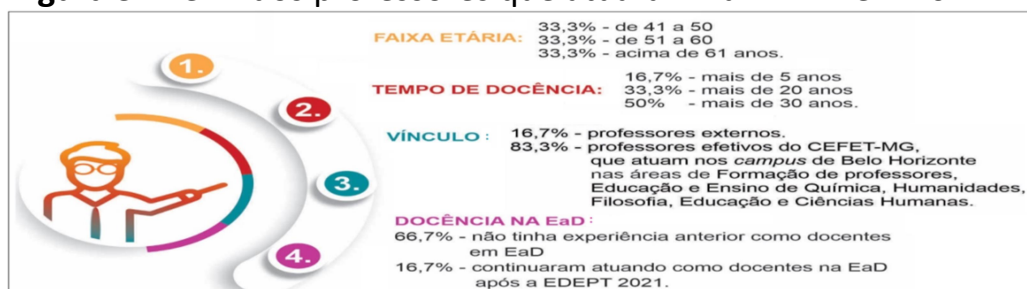 1.
FAIXA ETÁRIA: 33,3% - de 41 a 50
33,3% - de 51 a 60
33,3% - acima de 61 anos.
2.
TEMPO DE DOCÊNCIA: 16,7% - mais de 5 anos
33,3% - mais de 20 anos
50% - mais de 30 anos.
3.
VÍNCULO : 16,7% - professores externos.
83,3% - professores efetivos do CEFET-MG,
que atuam nos campus de Belo Horizonte
nas áreas de Formação de professores,
Educação e Ensino de Química, Humanidades,
Filosofia, Educação e Ciências Humanas.
4.
DOCÊNCIA NA EaD:
66,7% - não tinha experiência anterior como docentes
em EaD
16,7% - continuaram atuando como docentes na EaD
após a EDEPT 2021.